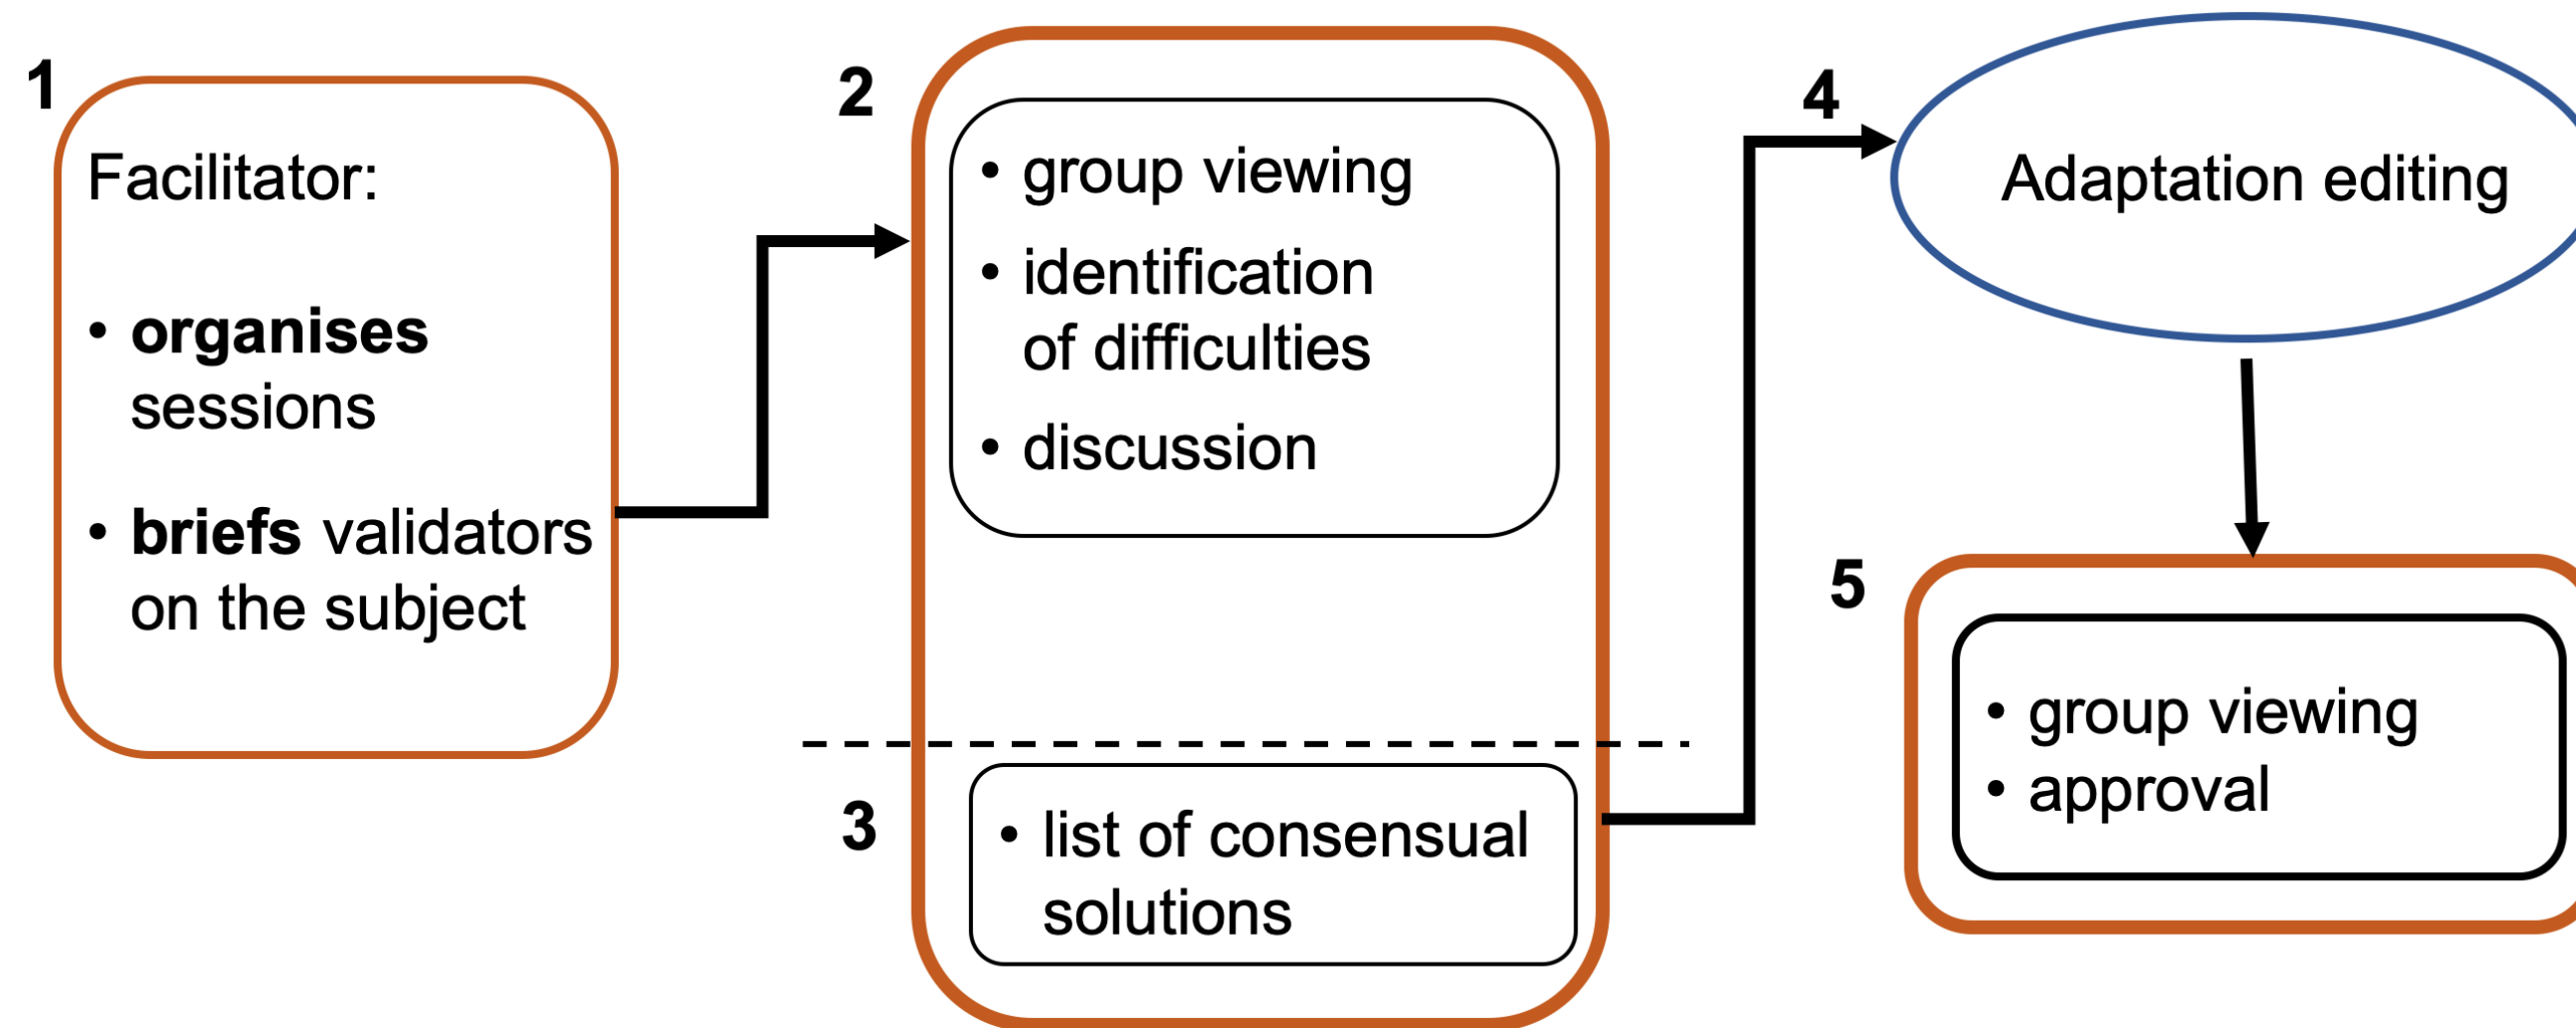 1
Facilitator:
• organises
sessions
• briefs validators
on the subject
2
• group viewing
• identification
of difficulties
• discussion
3
• list of consensual
solutions
4
Adaptation editing
5
• group viewing
• approval